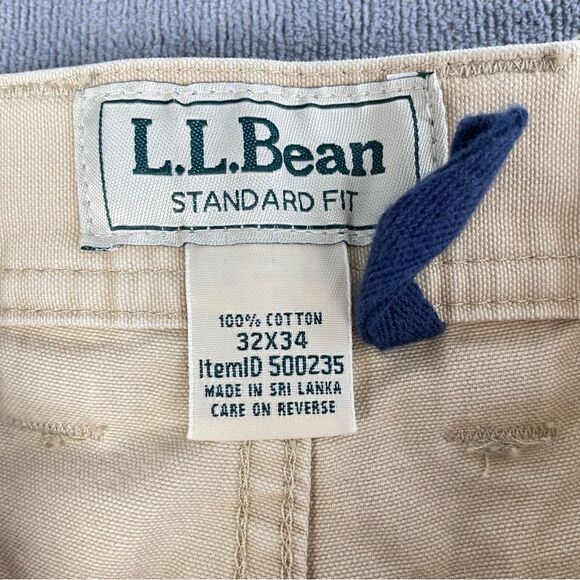 L.L.Bean
STANDARD FIT
100% COTTON
32X34
ItemID 500235
MADE IN SRI LANKA
CARE ON REVERSE